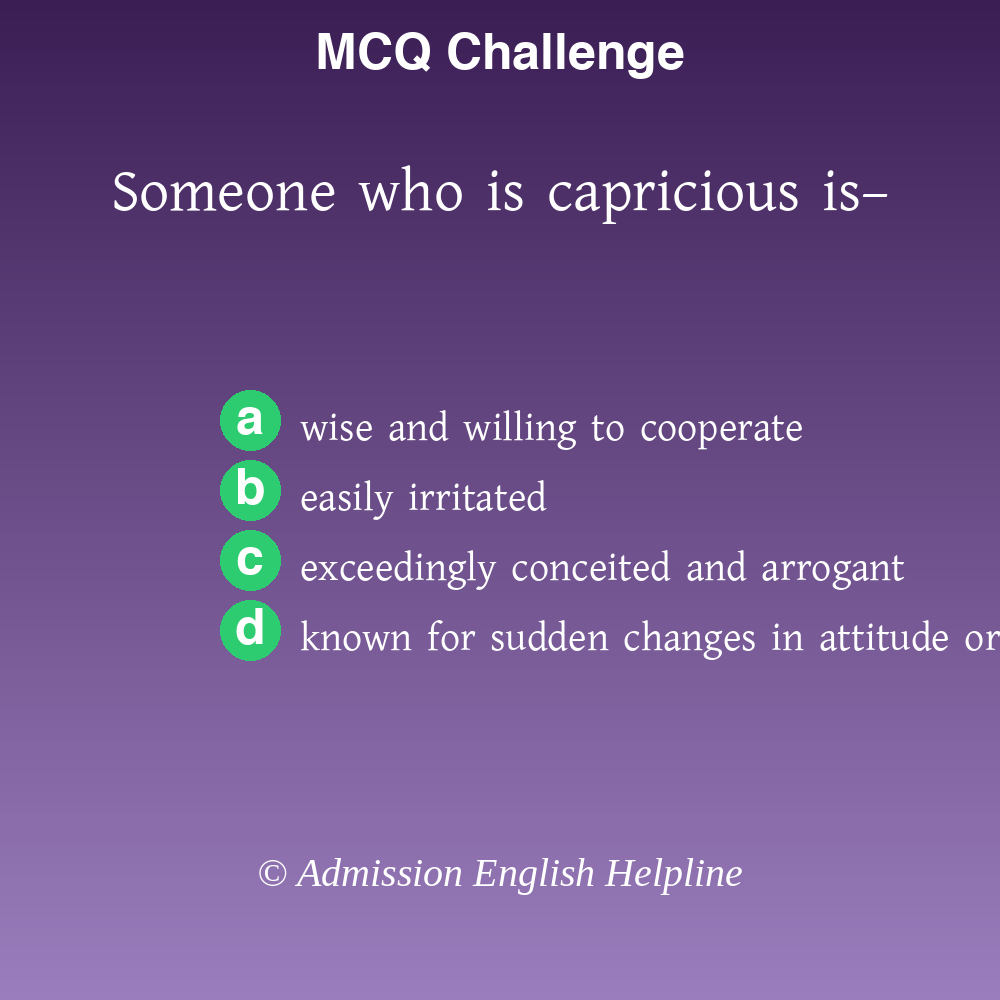 MCQ Challenge
Someone who is capricious is–
a wise and willing to cooperate
b easily irritated
c exceedingly conceited and arrogant
d known for sudden changes in attitude or
© Admission English Helpline